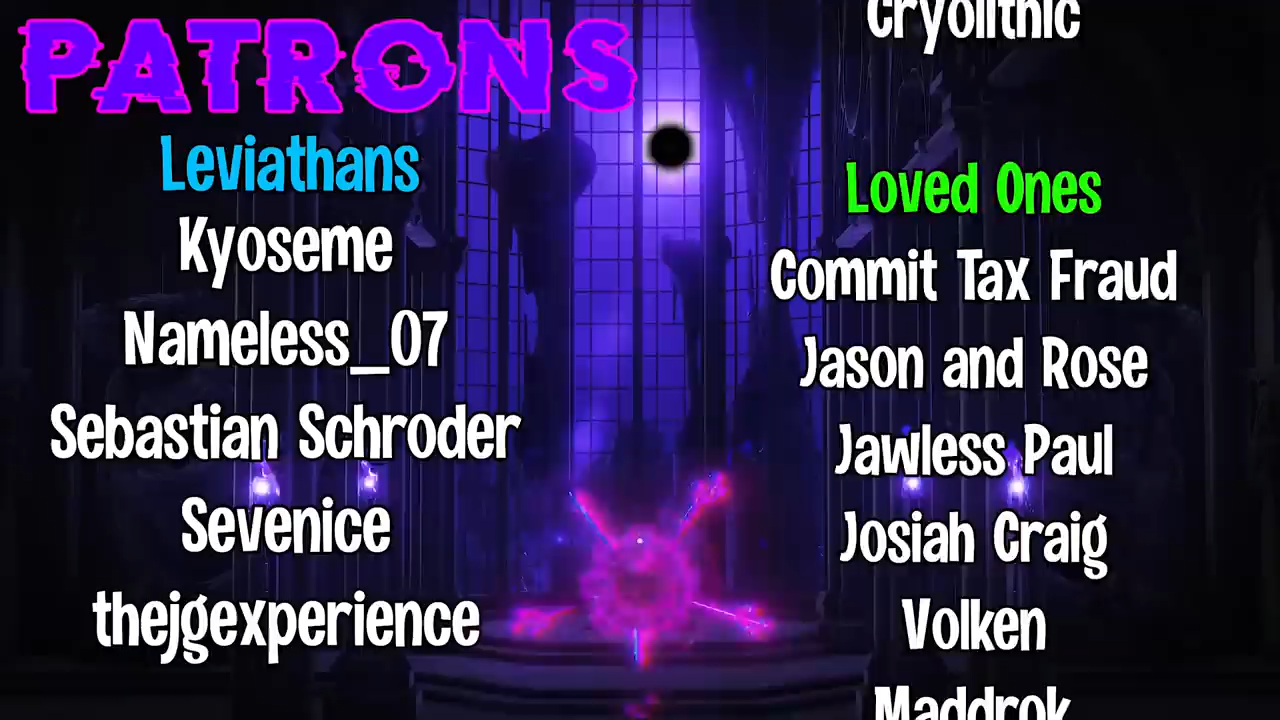 PATRONS
Leviathans
Kyoseme
Nameless_07
Sebastian Schroder
Sevenice
thejgexperience
Cryolithic
Loved Ones
Commit Tax Fraud
Jason and Rose
Jawless Paul
Josiah Craig
Volken
Maddrok